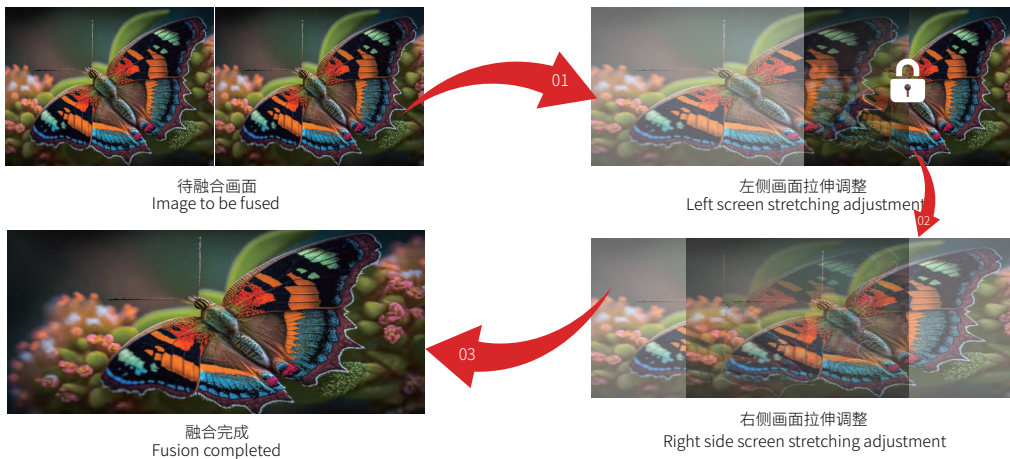 待融合画面
Image to be fused
01
左侧画面拉伸调整
Left screen stretching adjustment
02
右侧画面拉伸调整
Right side screen stretching adjustment
03
融合完成
Fusion completed